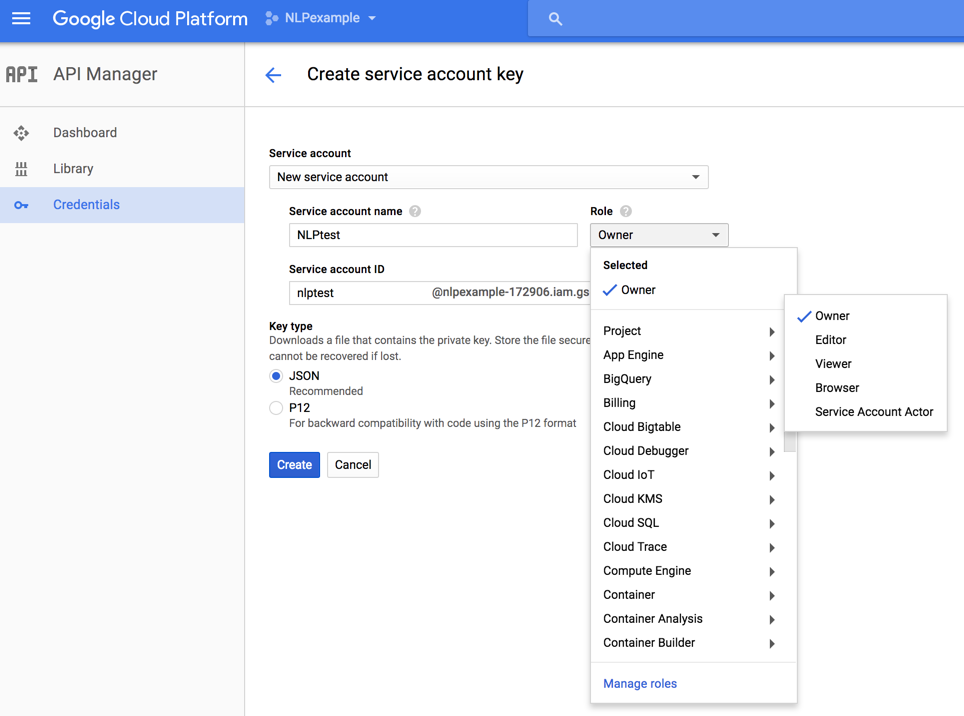 Google Cloud Platform NLPexample
API API Manager
Create service account key
Dashboard
Library
Credentials
Service account
New service account
Service account name ?
Role ?
NLPtest
Owner
Service account ID
nlptest @nlpexample-172906.iam.gs
Key type
Downloads a file that contains the private key. Store the file secure
cannot be recovered if lost.
JSON
Recommended
P12
For backward compatibility with code using the P12 format
Create Cancel
Selected
Owner
Project
App Engine
BigQuery
Billing
Cloud Bigtable
Cloud Debugger
Cloud IoT
Cloud KMS
Cloud SQL
Cloud Trace
Compute Engine
Container
Container Analysis
Container Builder
Manage roles
Owner
Editor
Viewer
Browser
Service Account Actor